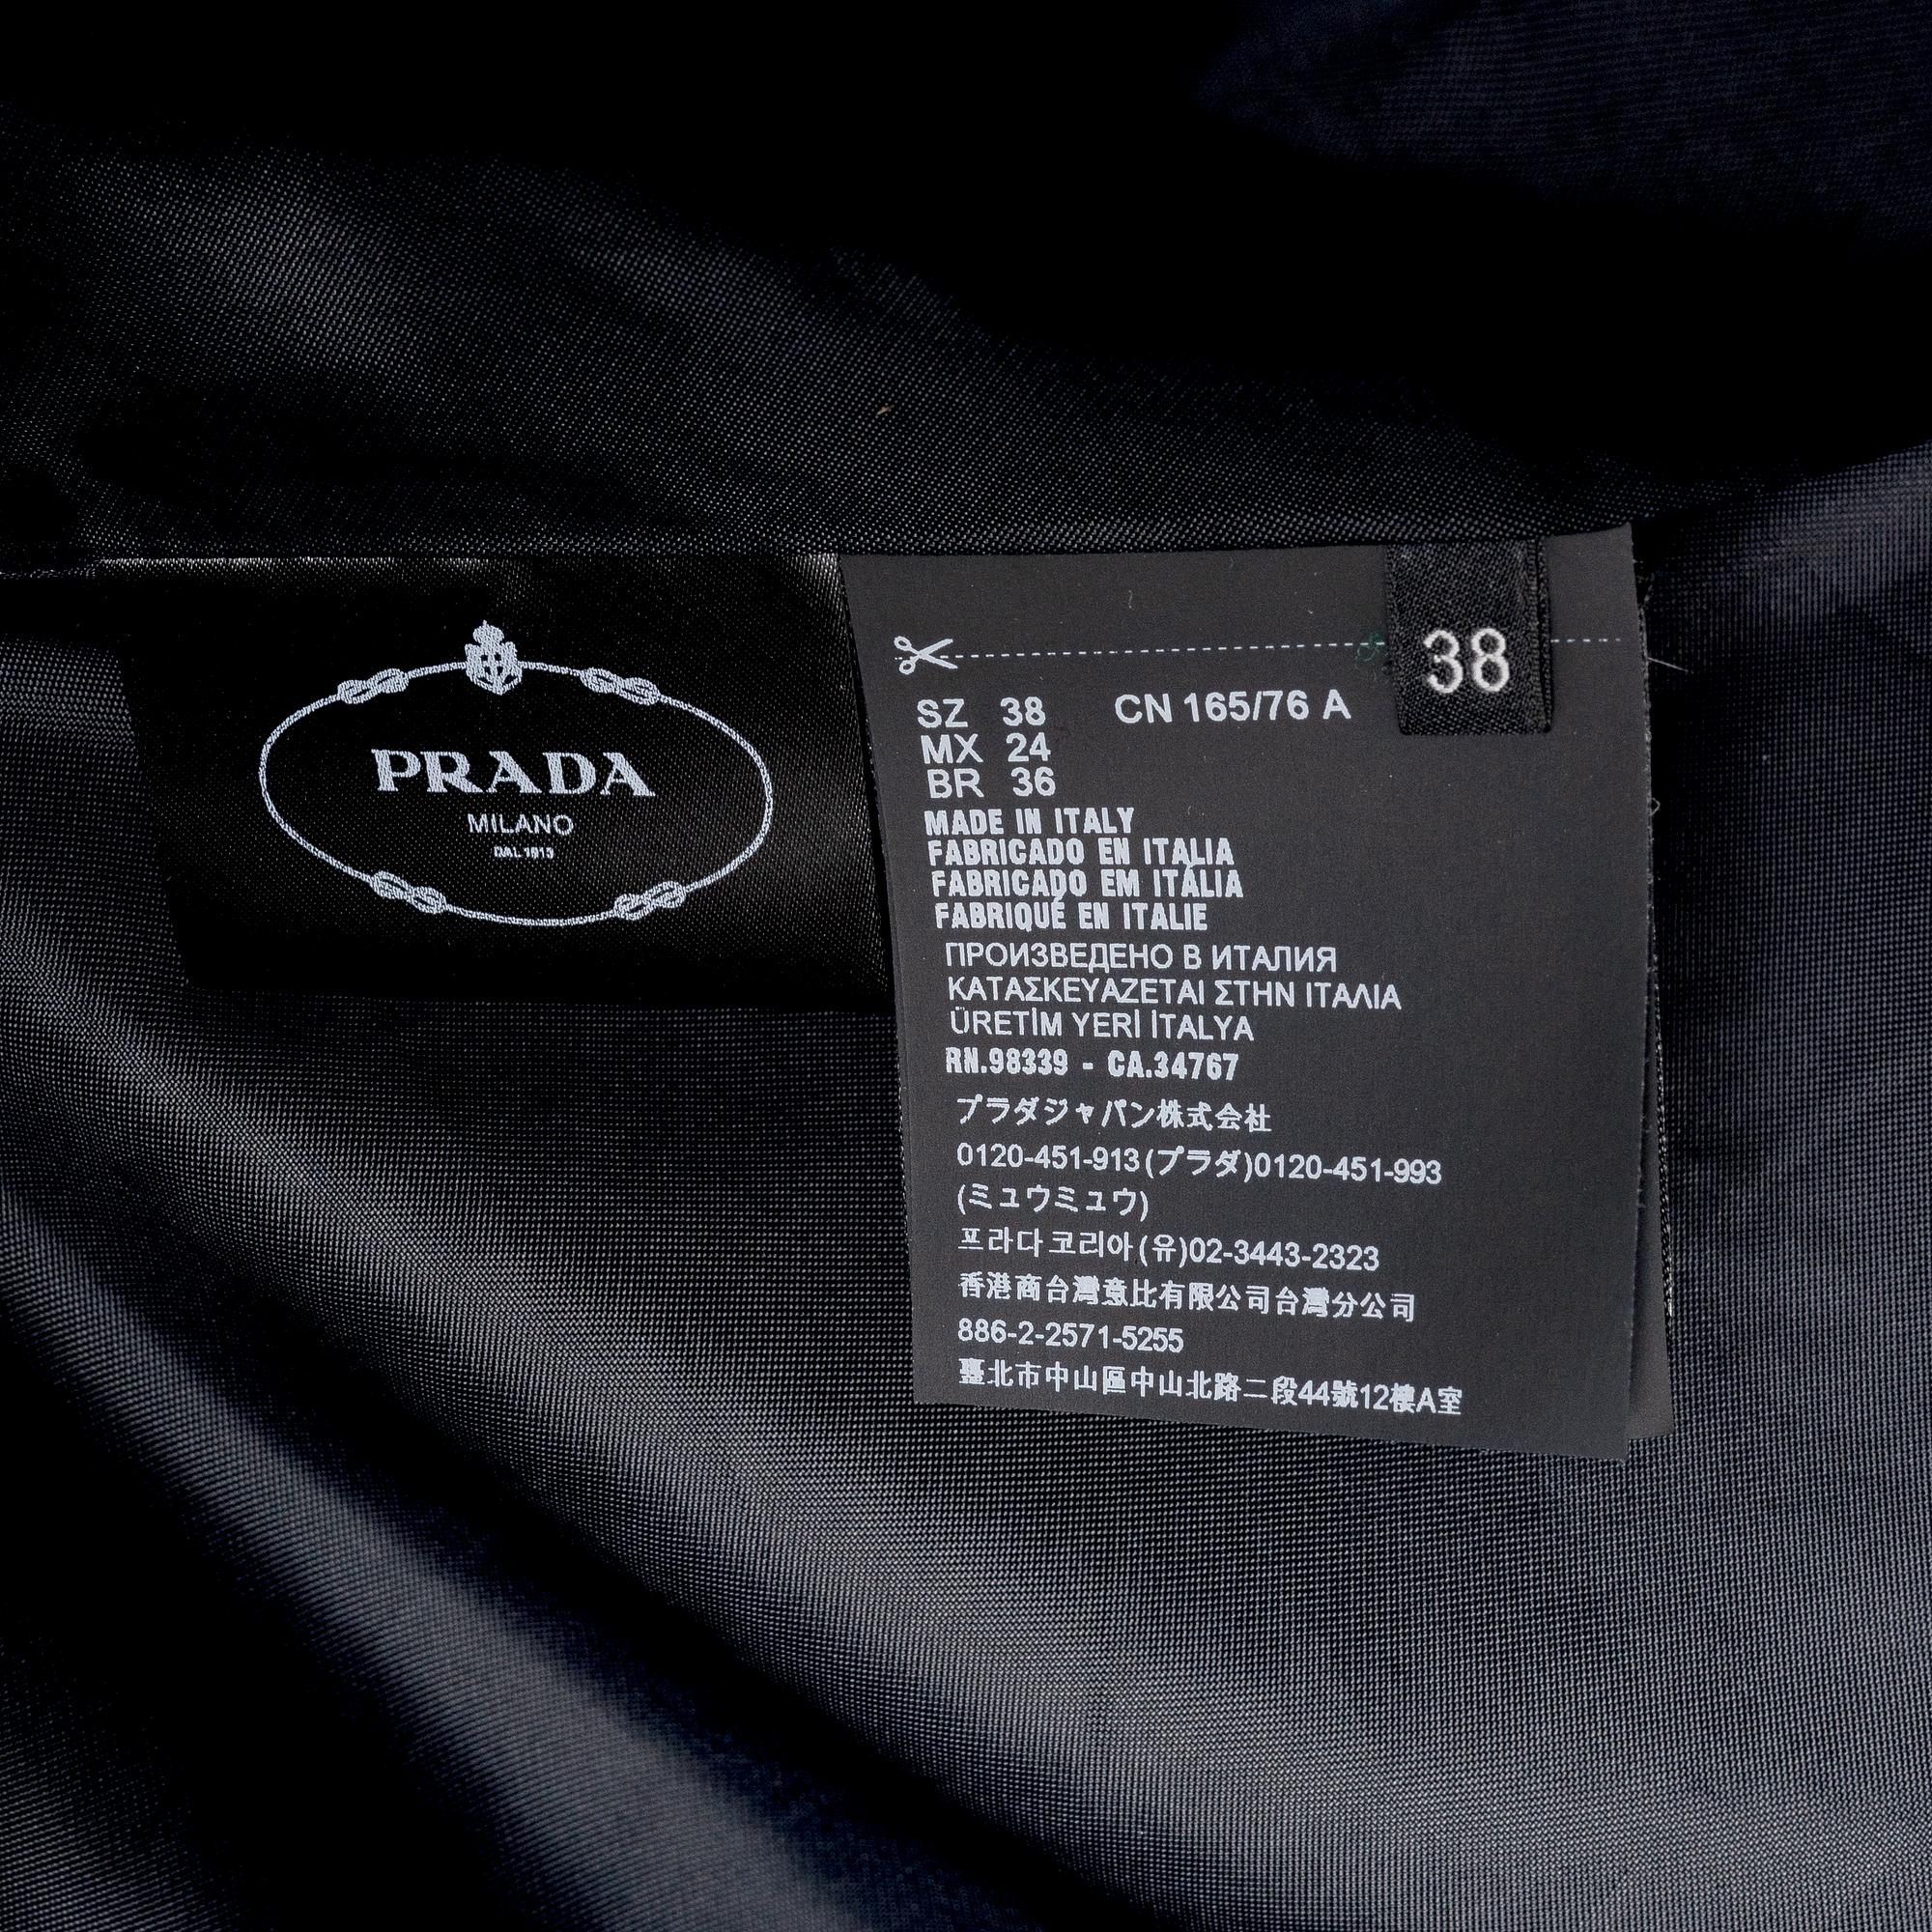 PRADA
MILANO
DAL 1913
38
SZ 38 CN 165/76 A
MX 24
BR 36
MADE IN ITALY
FABRICADO EN ITALIA
FABRICADO EM ITÁLIA
FABRIQUÉ EN ITALIE
ПРОИЗВЕДЕНО В ИТАЛИЯ
ΚΑΤΑΣΚΕΥΑΖΕΤΑΙ ΣΤΗΝ ΙΤΑΛΙΑ
ÜRETİM YERİ İTALYA
RN.98339 - CA.34767
プラダジャパン株式会社
0120-451-913(プラダ)0120-451-993
(ミュウミュウ)
프라다코리아(유)02-3443-2323
香港商台灣意比有限公司台灣分公司
886-2-2571-5255
臺北市中山區中山北路二段44號12樓A室